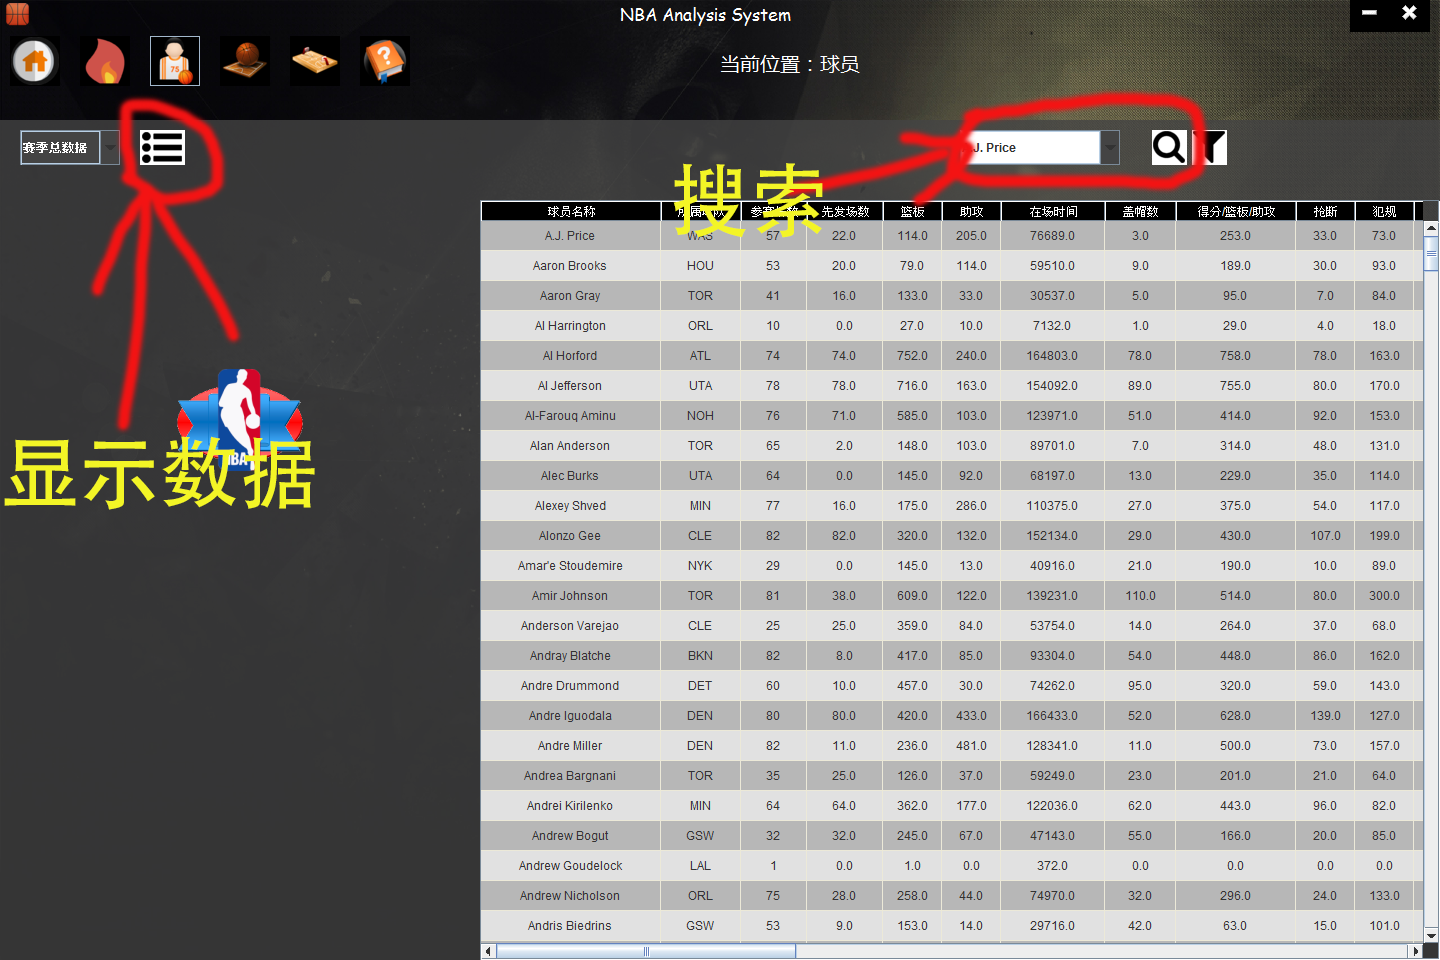 NBA Analysis System
当前位置：球员
赛季总数据
J. Price
搜索
显示数据
NBA
球员名称 先发场数 篮板 助攻 在场时间 盖帽数 得分/篮板/助攻 抢断 犯规
A.J. Price WAS 57 22.0 114.0 205.0 76689.0 3.0 253.0 33.0 73.0
Aaron Brooks HOU 53 20.0 79.0 114.0 59510.0 9.0 189.0 30.0 93.0
Aaron Gray TOR 41 16.0 133.0 33.0 30537.0 5.0 95.0 7.0 84.0
Al Harrington ORL 10 0.0 27.0 10.0 7132.0 1.0 29.0 4.0 18.0
Al Horford ATL 74 74.0 752.0 240.0 164803.0 78.0 758.0 78.0 163.0
Al Jefferson UTA 78 78.0 716.0 163.0 154092.0 89.0 755.0 80.0 170.0
Al-Farouq Aminu NOH 76 71.0 585.0 103.0 123971.0 51.0 414.0 92.0 153.0
Alan Anderson TOR 65 2.0 148.0 103.0 89701.0 7.0 314.0 48.0 131.0
Alec Burks UTA 64 0.0 145.0 92.0 68197.0 13.0 229.0 35.0 114.0
Alexey Shved MIN 77 16.0 175.0 286.0 110375.0 27.0 375.0 54.0 117.0
Alonzo Gee CLE 82 82.0 320.0 132.0 152134.0 29.0 430.0 107.0 199.0
Amar'e Stoudemire NYK 29 0.0 145.0 13.0 40916.0 21.0 190.0 10.0 89.0
Amir Johnson TOR 81 38.0 609.0 122.0 139231.0 110.0 514.0 80.0 300.0
Anderson Varejao CLE 25 25.0 359.0 84.0 53754.0 14.0 264.0 37.0 68.0
Andray Blatche BKN 82 8.0 417.0 85.0 93304.0 54.0 448.0 86.0 162.0
Andre Drummond DET 60 10.0 457.0 30.0 74262.0 95.0 320.0 59.0 143.0
Andre Iguodala DEN 80 80.0 420.0 433.0 166433.0 52.0 628.0 139.0 127.0
Andre Miller DEN 82 11.0 236.0 481.0 128341.0 11.0 500.0 73.0 157.0
Andrea Bargnani TOR 35 25.0 126.0 37.0 59249.0 23.0 201.0 21.0 64.0
Andrei Kirilenko MIN 64 64.0 362.0 177.0 122036.0 62.0 443.0 96.0 82.0
Andrew Bogut GSW 32 32.0 245.0 67.0 47143.0 55.0 166.0 20.0 85.0
Andrew Goudelock LAL 1 0.0 1.0 0.0 372.0 0.0 0.0 0.0 0.0
Andrew Nicholson ORL 75 28.0 258.0 44.0 74970.0 32.0 296.0 24.0 133.0
Andris Biedrins GSW 53 9.0 153.0 14.0 29716.0 42.0 63.0 15.0 101.0